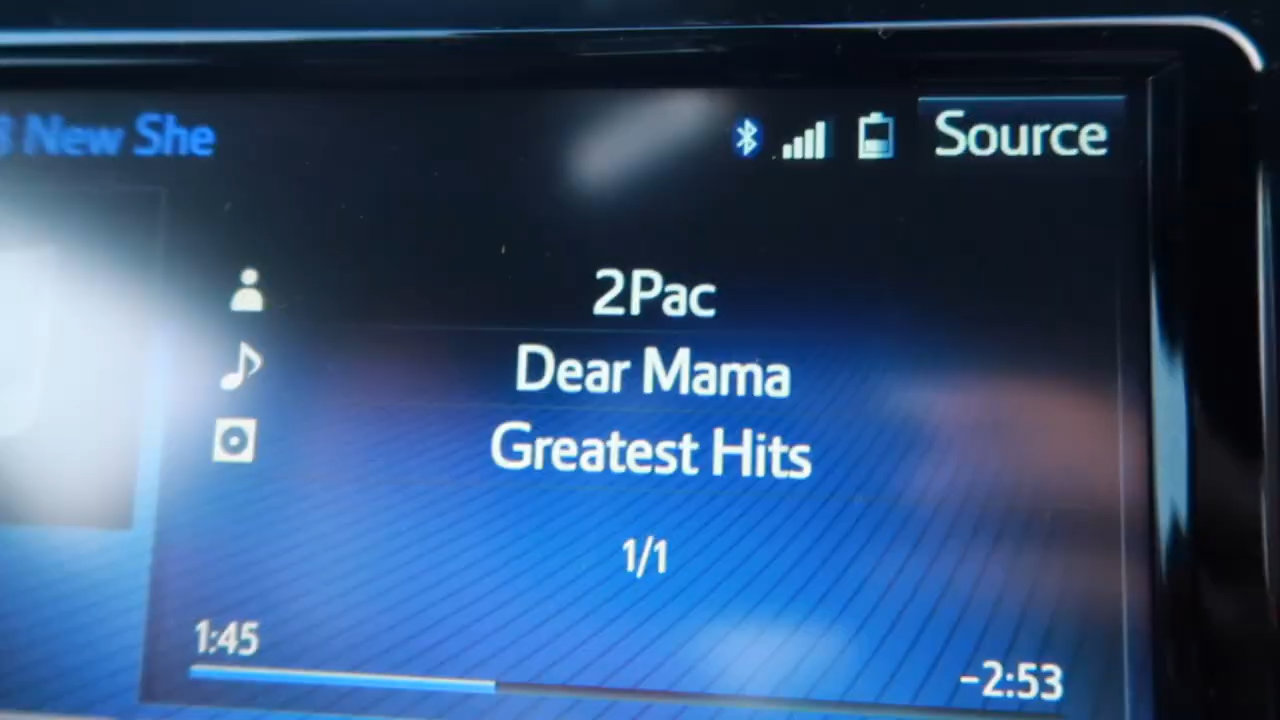 New She
Source
2Pac
Dear Mama
Greatest Hits
1/1
1:45
-2:53